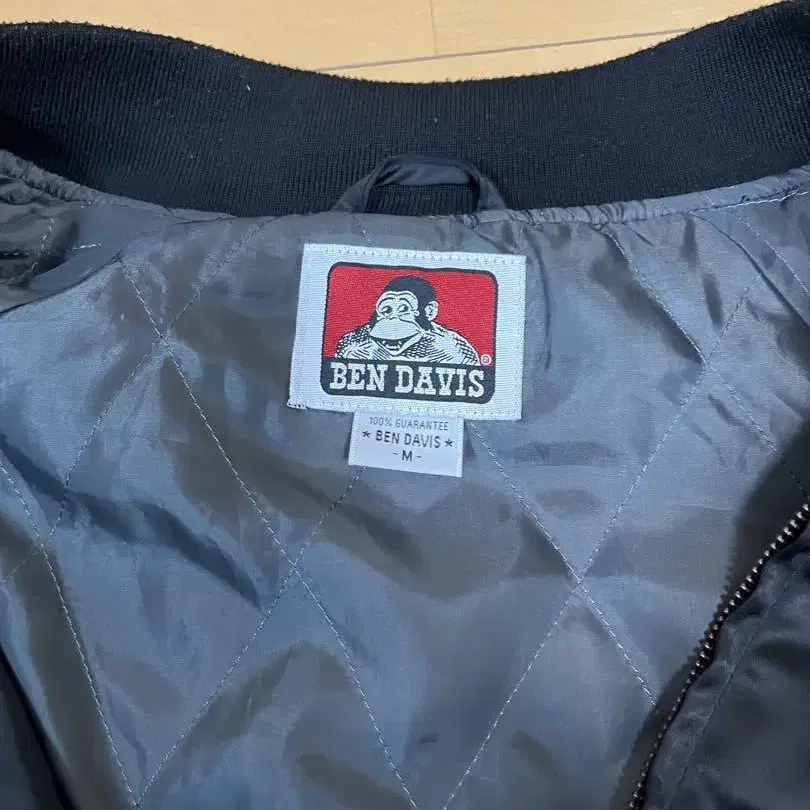 BEN DAVIS
®
100% GUARANTEE
★ BEN DAVIS ★
- M -